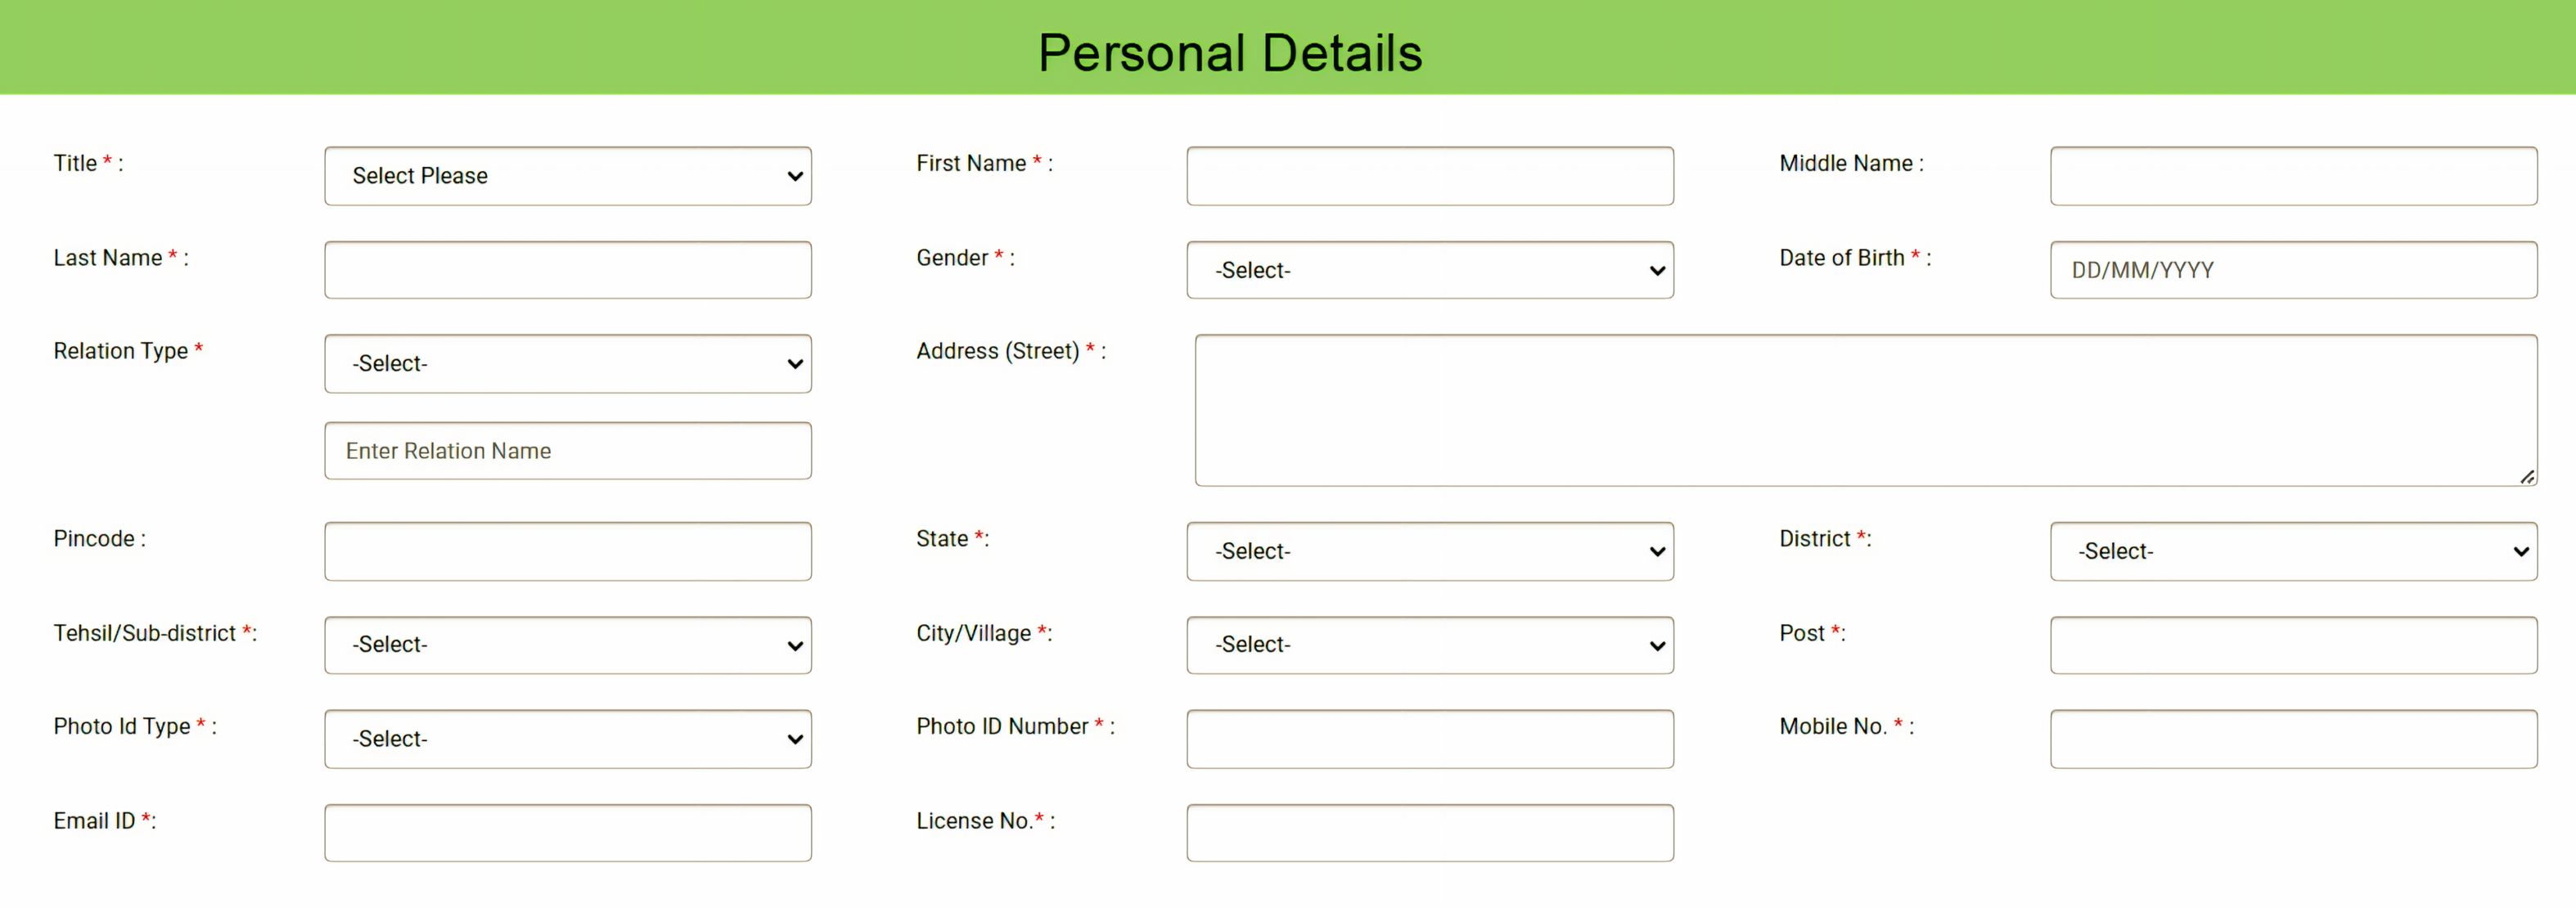 Personal Details
Title * : Select Please First Name * : Middle Name :
Last Name * : Gender * : -Select- Date of Birth * : DD/MM/YYYY
Relation Type * -Select- Address (Street) * :
Enter Relation Name
Pincode : State *: -Select- District *: -Select-
Tehsil/Sub-district *: -Select- City/Village *: -Select- Post *:
Photo Id Type * : -Select- Photo ID Number * : Mobile No. * :
Email ID *: License No.* :